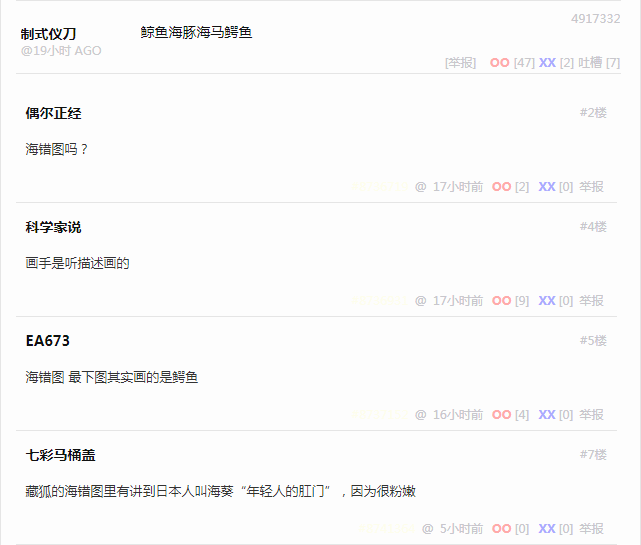 4917332
制式仪刀 鲸鱼海豚海马鳄鱼
@19小时 AGO
[举报] OO [47] XX [2] 吐槽 [7]
偶尔正经 #2楼
海错图吗？
@ 17小时前 OO [2] XX [0] 举报
科学家说 #4楼
画手是听描述画的
@ 17小时前 OO [9] XX [0] 举报
EA673 #5楼
海错图 最下图其实画的是鳄鱼
@ 16小时前 OO [4] XX [0] 举报
七彩马桶盖 #7楼
藏狐的海错图里有讲到日本人叫海葵“年轻人的肛门”，因为很粉嫩
@ 5小时前 OO [0] XX [0] 举报